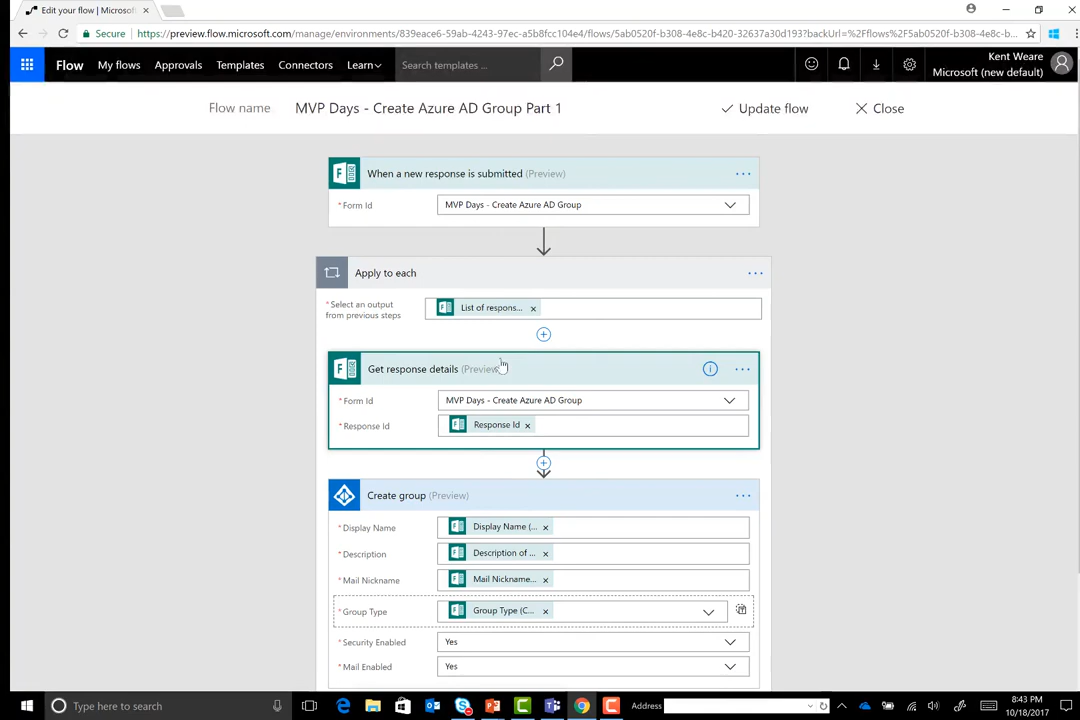 Edit your flow | Microsof
Secure
https://preview.flow.microsoft.com/manage/environments/839eace6-59ab-4243-97ec-a5b8fcc104e5/flows/5ab0520f-b308-4e8c-b420-32637a30d193?backUrl=%2Fflows%2F5ab0520f-b308-4e8c-...
Flow
My flows
Approvals
Templates
Connectors
Learn
Search templates ...
Kent Weare
Microsoft (new default)
Flow name
MVP Days - Create Azure AD Group Part 1
Update flow
Close
When a new response is submitted (Preview)
* Form Id
MVP Days - Create Azure AD Group
Apply to each
* Select an output
from previous steps
List of respons...
Get response details (Preview)
* Form Id
MVP Days - Create Azure AD Group
* Response Id
Response Id
Create group (Preview)
* Display Name
Display Name (...
* Description
Description of ...
* Mail Nickname
Mail Nickname...
* Group Type
Group Type (C...
* Security Enabled
Yes
* Mail Enabled
Yes
Type here to search
Address
8:43 PM
10/18/2017